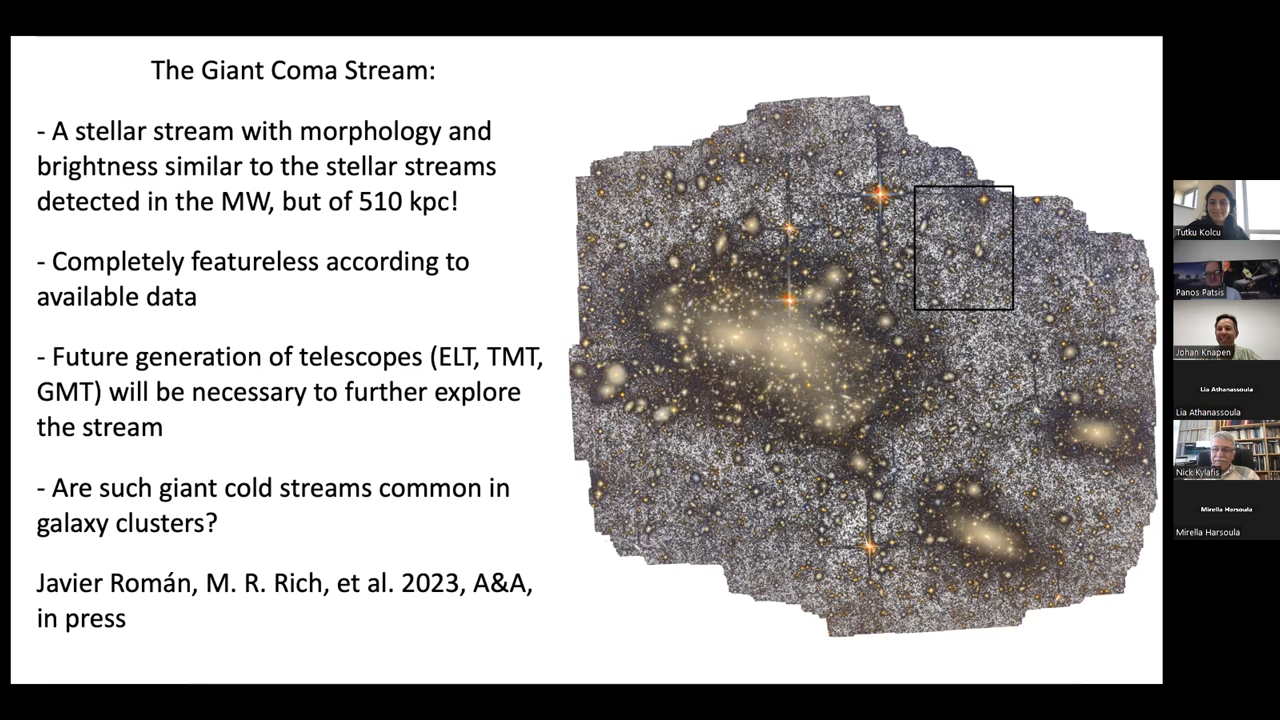 The Giant Coma Stream:
- A stellar stream with morphology and
brightness similar to the stellar streams
detected in the MW, but of 510 kpc!
- Completely featureless according to
available data
- Future generation of telescopes (ELT, TMT,
GMT) will be necessary to further explore
the stream
- Are such giant cold streams common in
galaxy clusters?
Javier Román, M. R. Rich, et al. 2023, A&A,
in press
Tutku Kolcu
Panos Patsis
Johan Knapen
Lia Athanassoula
Lia Athanassoula
Nick Kylafis
Mirella Harsoula
Mirella Harsoula